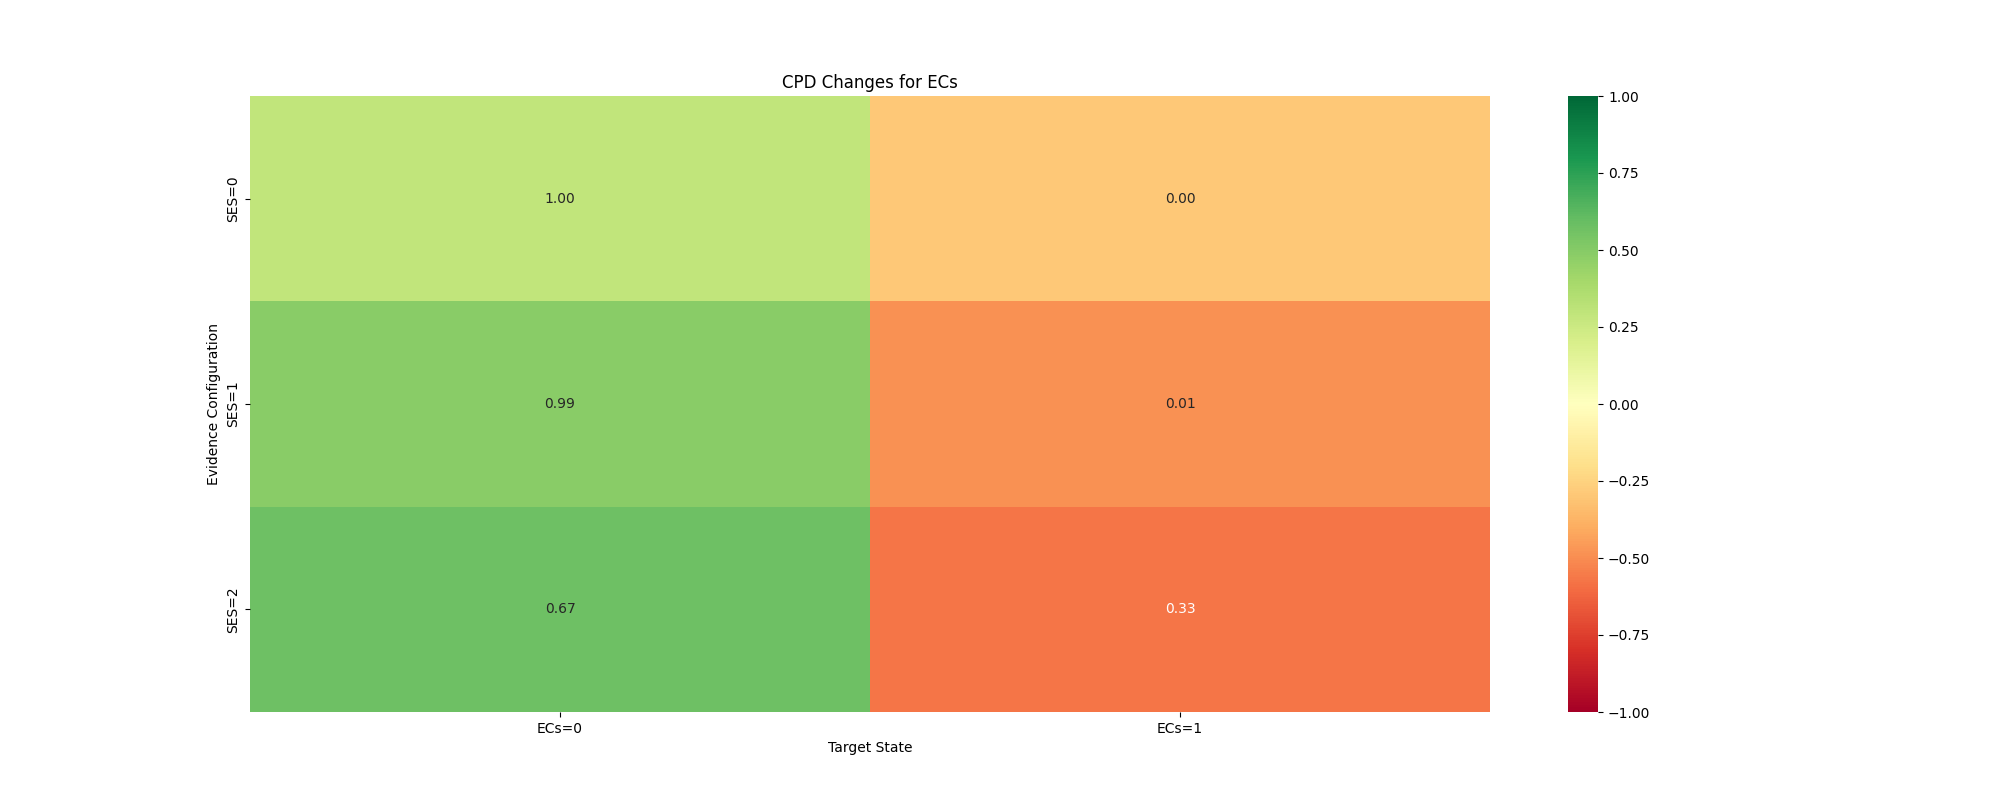 CPD Changes for ECs
Evidence Configuration
SES=0
1.00
0.00
SES=1
0.99
0.01
SES=2
0.67
0.33
ECs=0
ECs=1
Target State
1.00
0.75
0.50
0.25
0.00
−0.25
−0.50
−0.75
−1.00